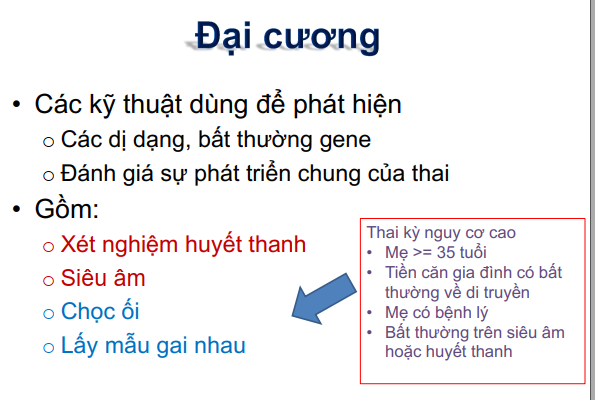 Đại cương
• Các kỹ thuật dùng để phát hiện
o Các dị dạng, bất thường gene
o Đánh giá sự phát triển chung của thai
• Gồm:
o Xét nghiệm huyết thanh
o Siêu âm
o Chọc ối
o Lấy mẫu gai nhau
Thai kỳ nguy cơ cao
• Mẹ >= 35 tuổi
• Tiền căn gia đình có bất
thường về di truyền
• Mẹ có bệnh lý
• Bất thường trên siêu âm
hoặc huyết thanh